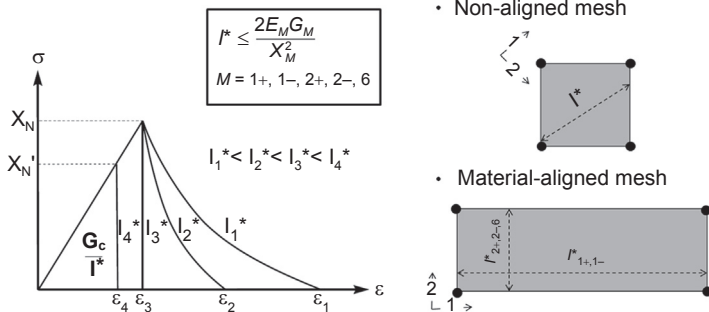 l* ≤ 2E_M G_M / X_M^2
M = 1+, 1–, 2+, 2–, 6
σ
X_N
X_N'
l_1* < l_2* < l_3* < l_4*
G_c / l*
l_4*
l_3*
l_2*
l_1*
ε_4
ε_3
ε_2
ε_1
ε
• Non-aligned mesh
1
2
l*
• Material-aligned mesh
l*_2+,2–,6
l*_1+,1–
2
1